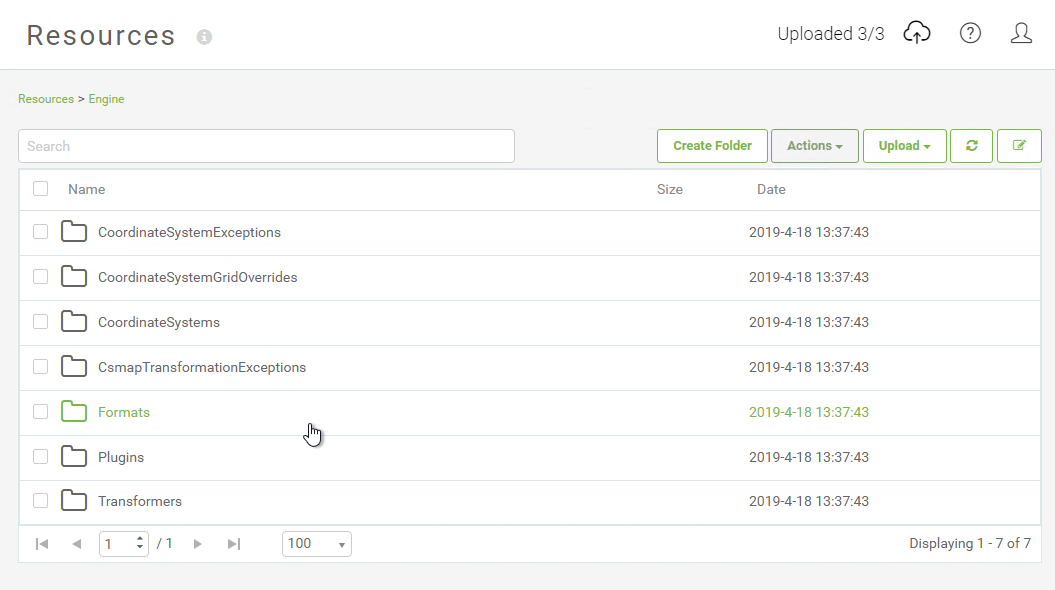 Resources
Uploaded 3/3
Resources > Engine
Search
Create Folder Actions Upload
Name Size Date
CoordinateSystemExceptions 2019-4-18 13:37:43
CoordinateSystemGridOverrides 2019-4-18 13:37:43
CoordinateSystems 2019-4-18 13:37:43
CsmapTransformationExceptions 2019-4-18 13:37:43
Formats 2019-4-18 13:37:43
Plugins 2019-4-18 13:37:43
Transformers 2019-4-18 13:37:43
1 / 1 100 Displaying 1 - 7 of 7